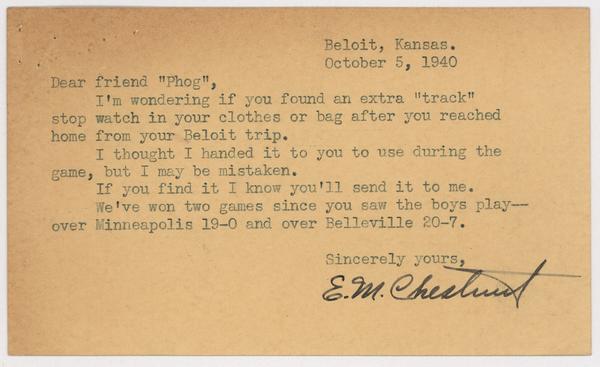 Beloit, Kansas.
October 5, 1940
Dear friend "Phog",
I'm wondering if you found an extra "track"
stop watch in your clothes or bag after you reached
home from your Beloit trip.
I thought I handed it to you to use during the
game, but I may be mistaken.
If you find it I know you'll send it to me.
We've won two games since you saw the boys play--
over Minneapolis 19-0 and over Belleville 20-7.
Sincerely yours,
E.M. Chestnut